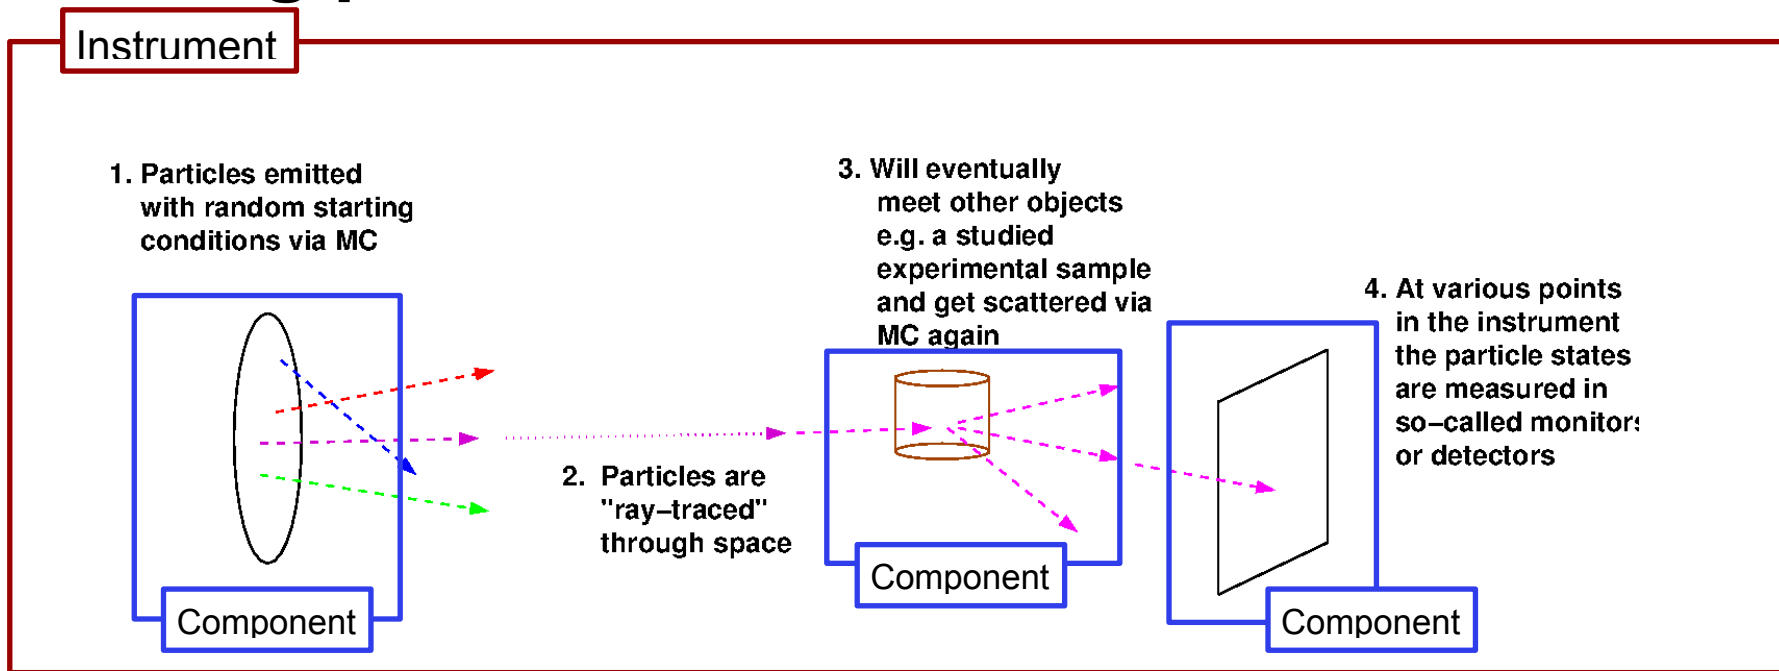 Instrument
1. Particles emitted
with random starting
conditions via MC
3. Will eventually
meet other objects
e.g. a studied
experimental sample
and get scattered via
MC again
4. At various points
in the instrument
the particle states
are measured in
so-called monitors
or detectors
2. Particles are
"ray-traced"
through space
Component
Component
Component